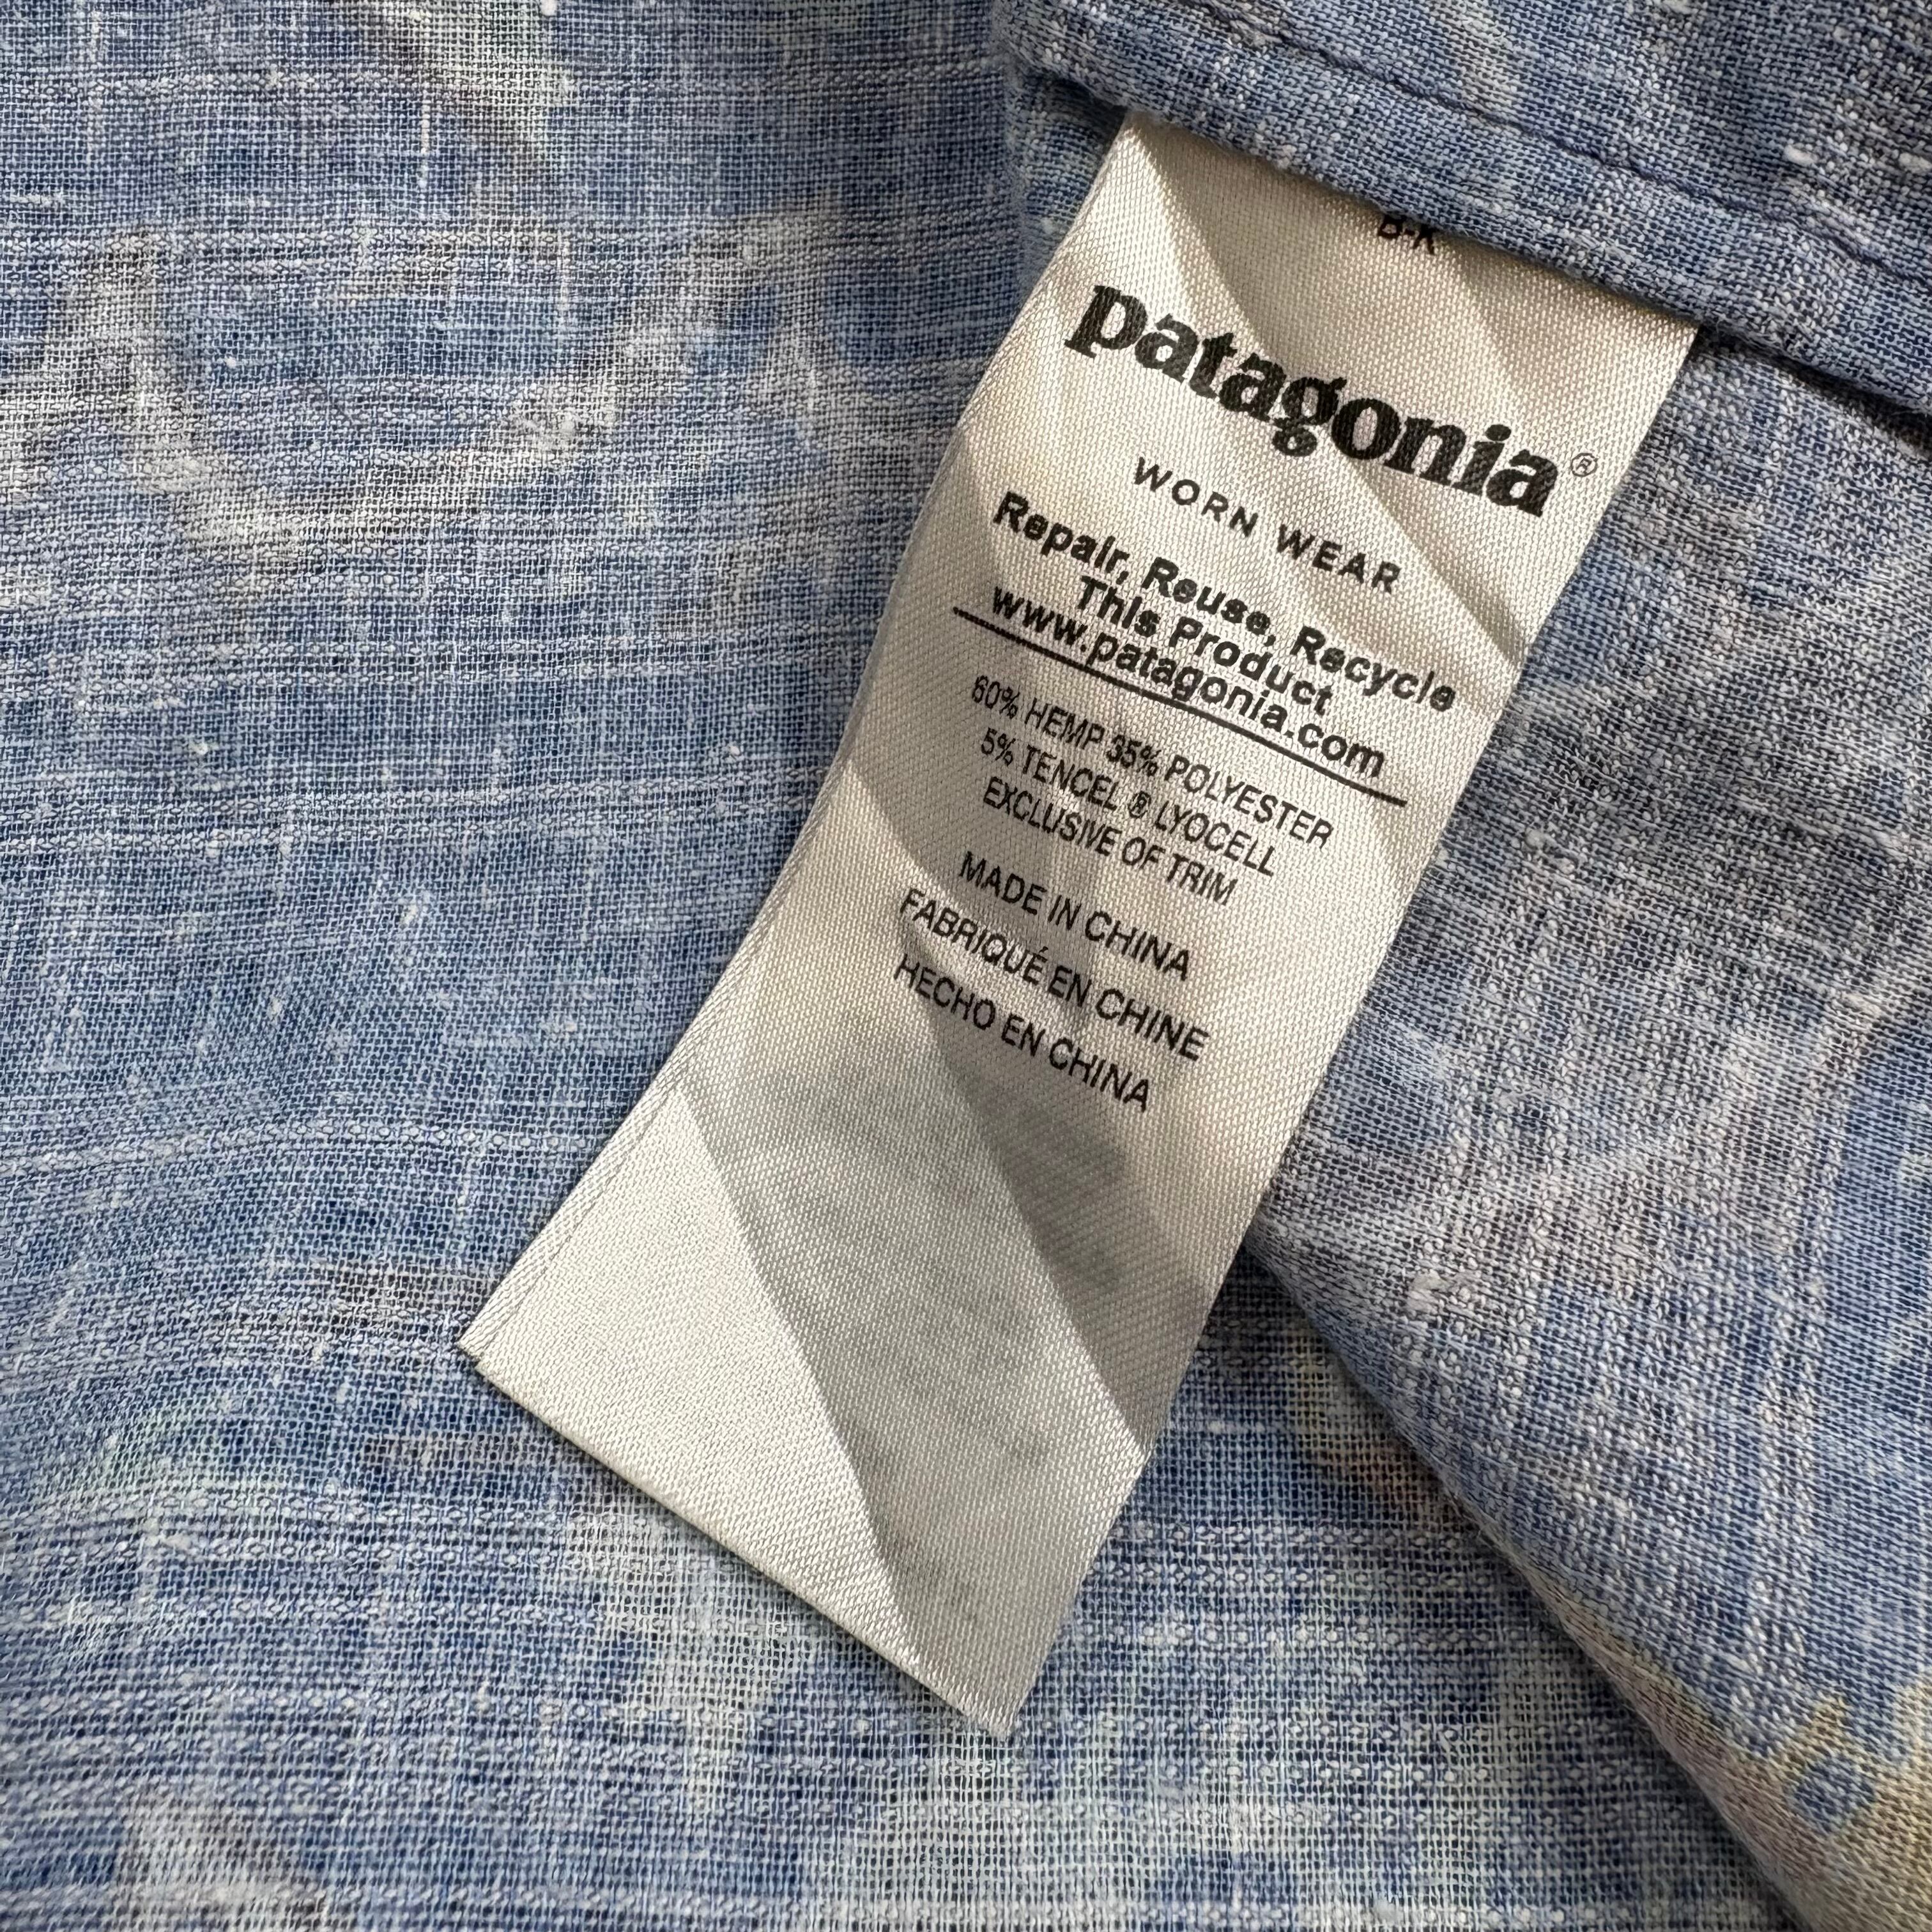 patagonia®
WORN WEAR
Repair, Reuse, Recycle
This Product
www.patagonia.com
60% HEMP 35% POLYESTER
5% TENCEL ® LYOCELL
EXCLUSIVE OF TRIM
MADE IN CHINA
FABRIQUÉ EN CHINE
HECHO EN CHINA